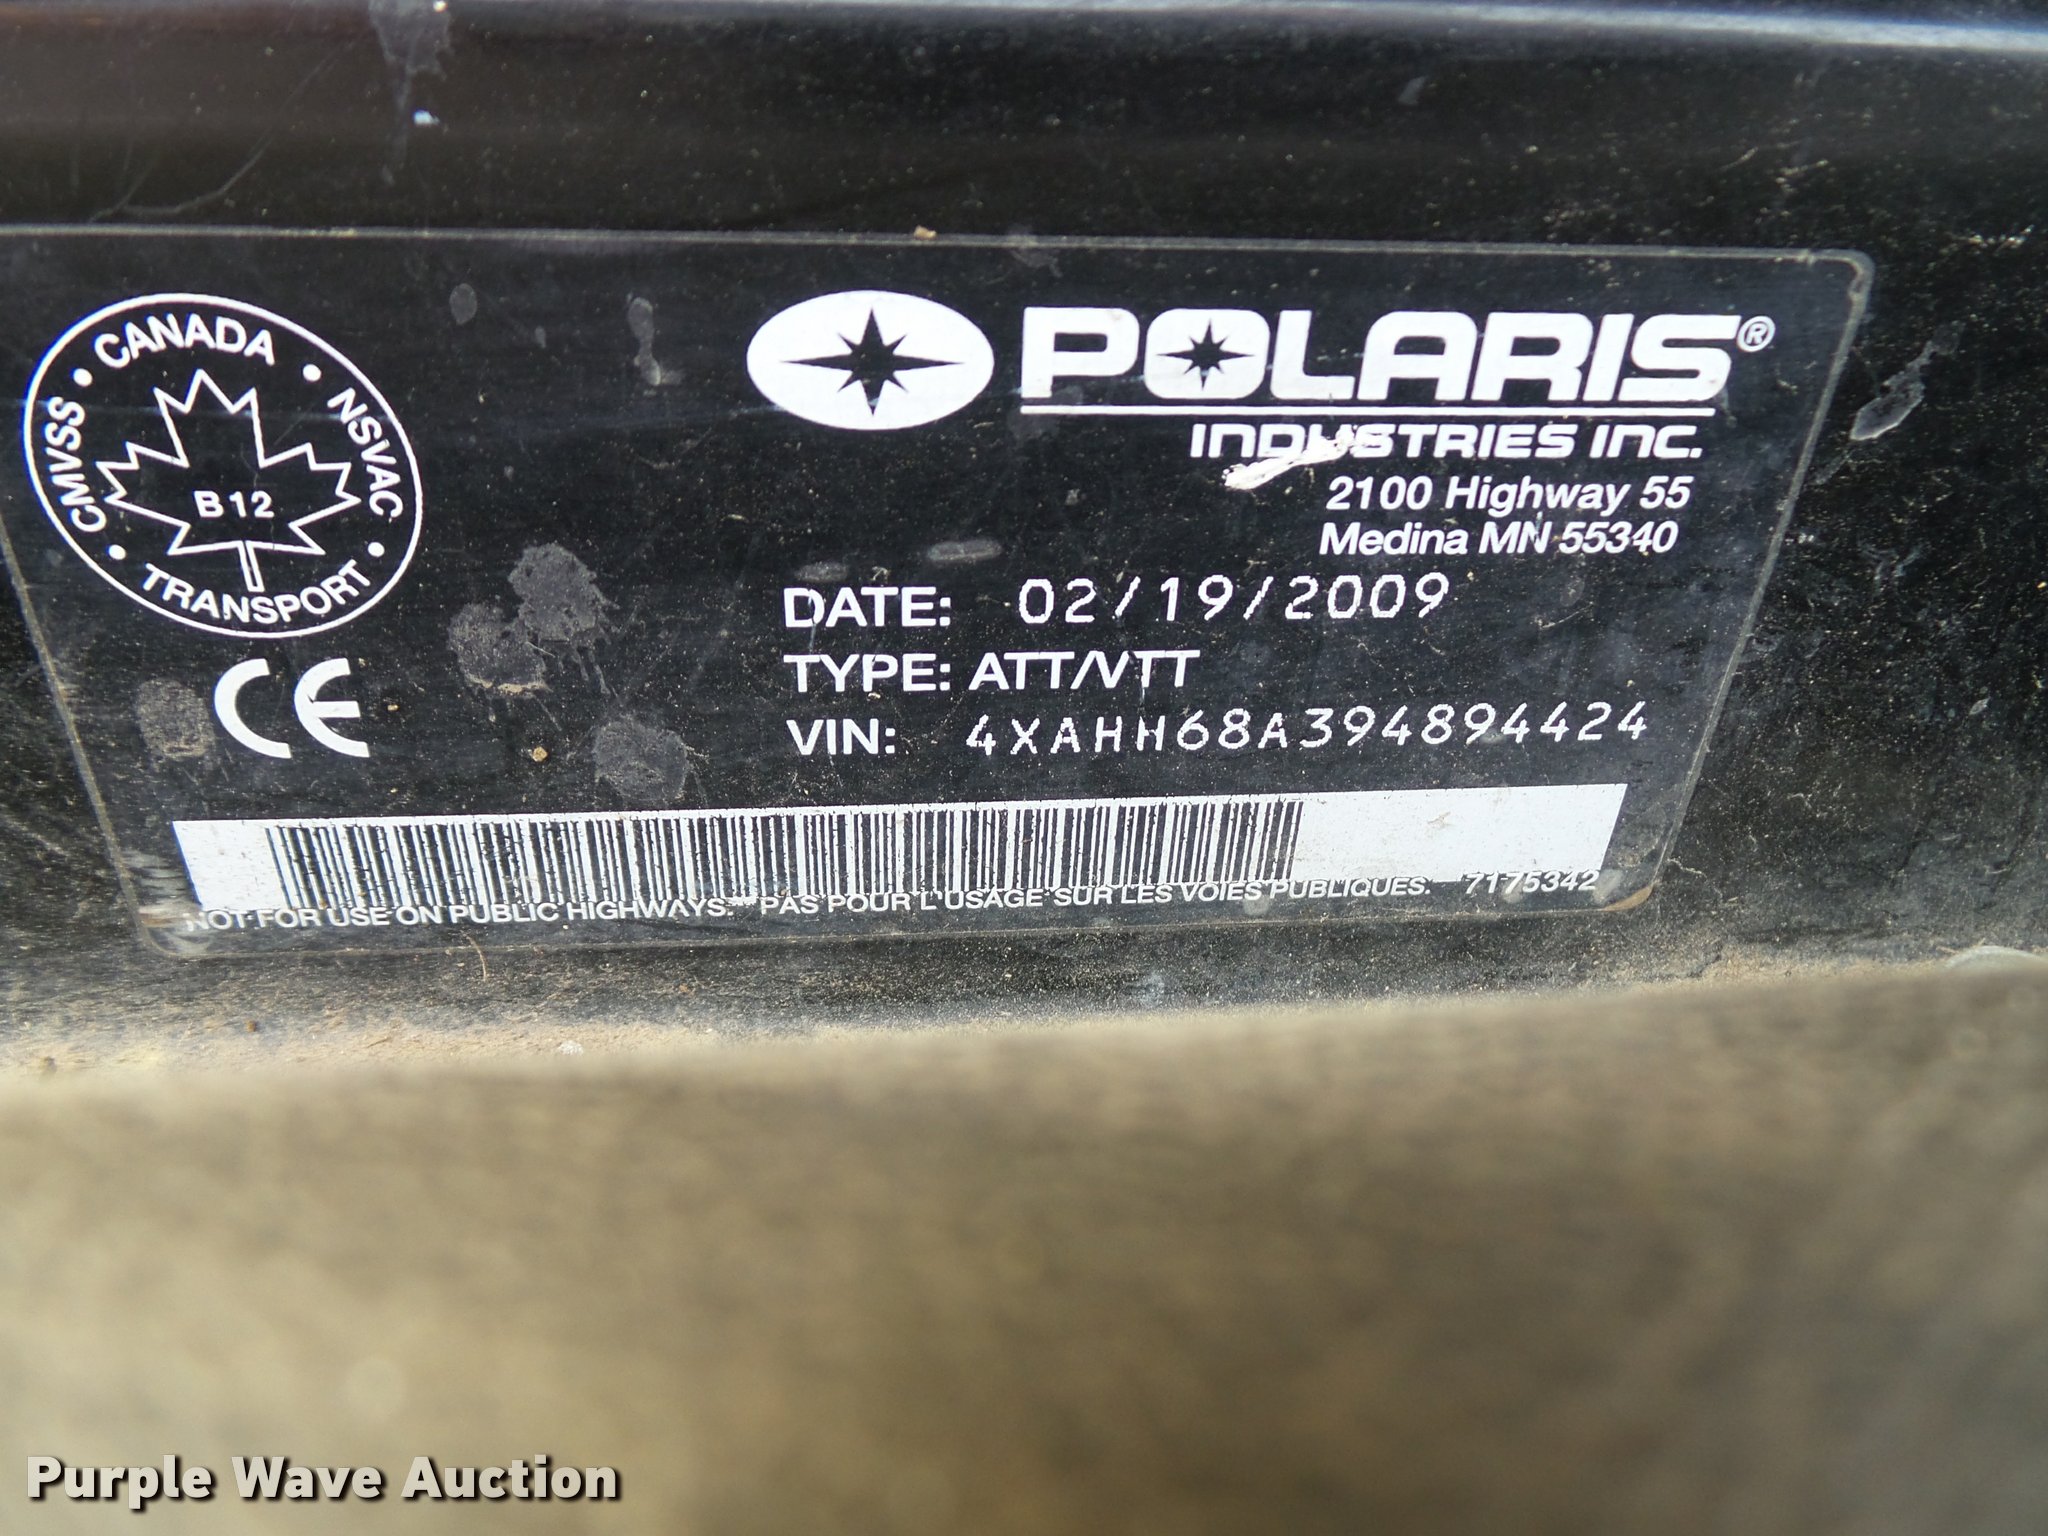 CANADA
CMVSS • • NSVAC
B12
• TRANSPORT •
CE
POLARIS®
INDUSTRIES INC.
2100 Highway 55
Medina MN 55340
DATE: 02/19/2009
TYPE: ATT/VTT
VIN: 4XAHH68A394894424
NOT FOR USE ON PUBLIC HIGHWAYS. PAS POUR L'USAGE SUR LES VOIES PUBLIQUES. 7175342
Purple Wave Auction